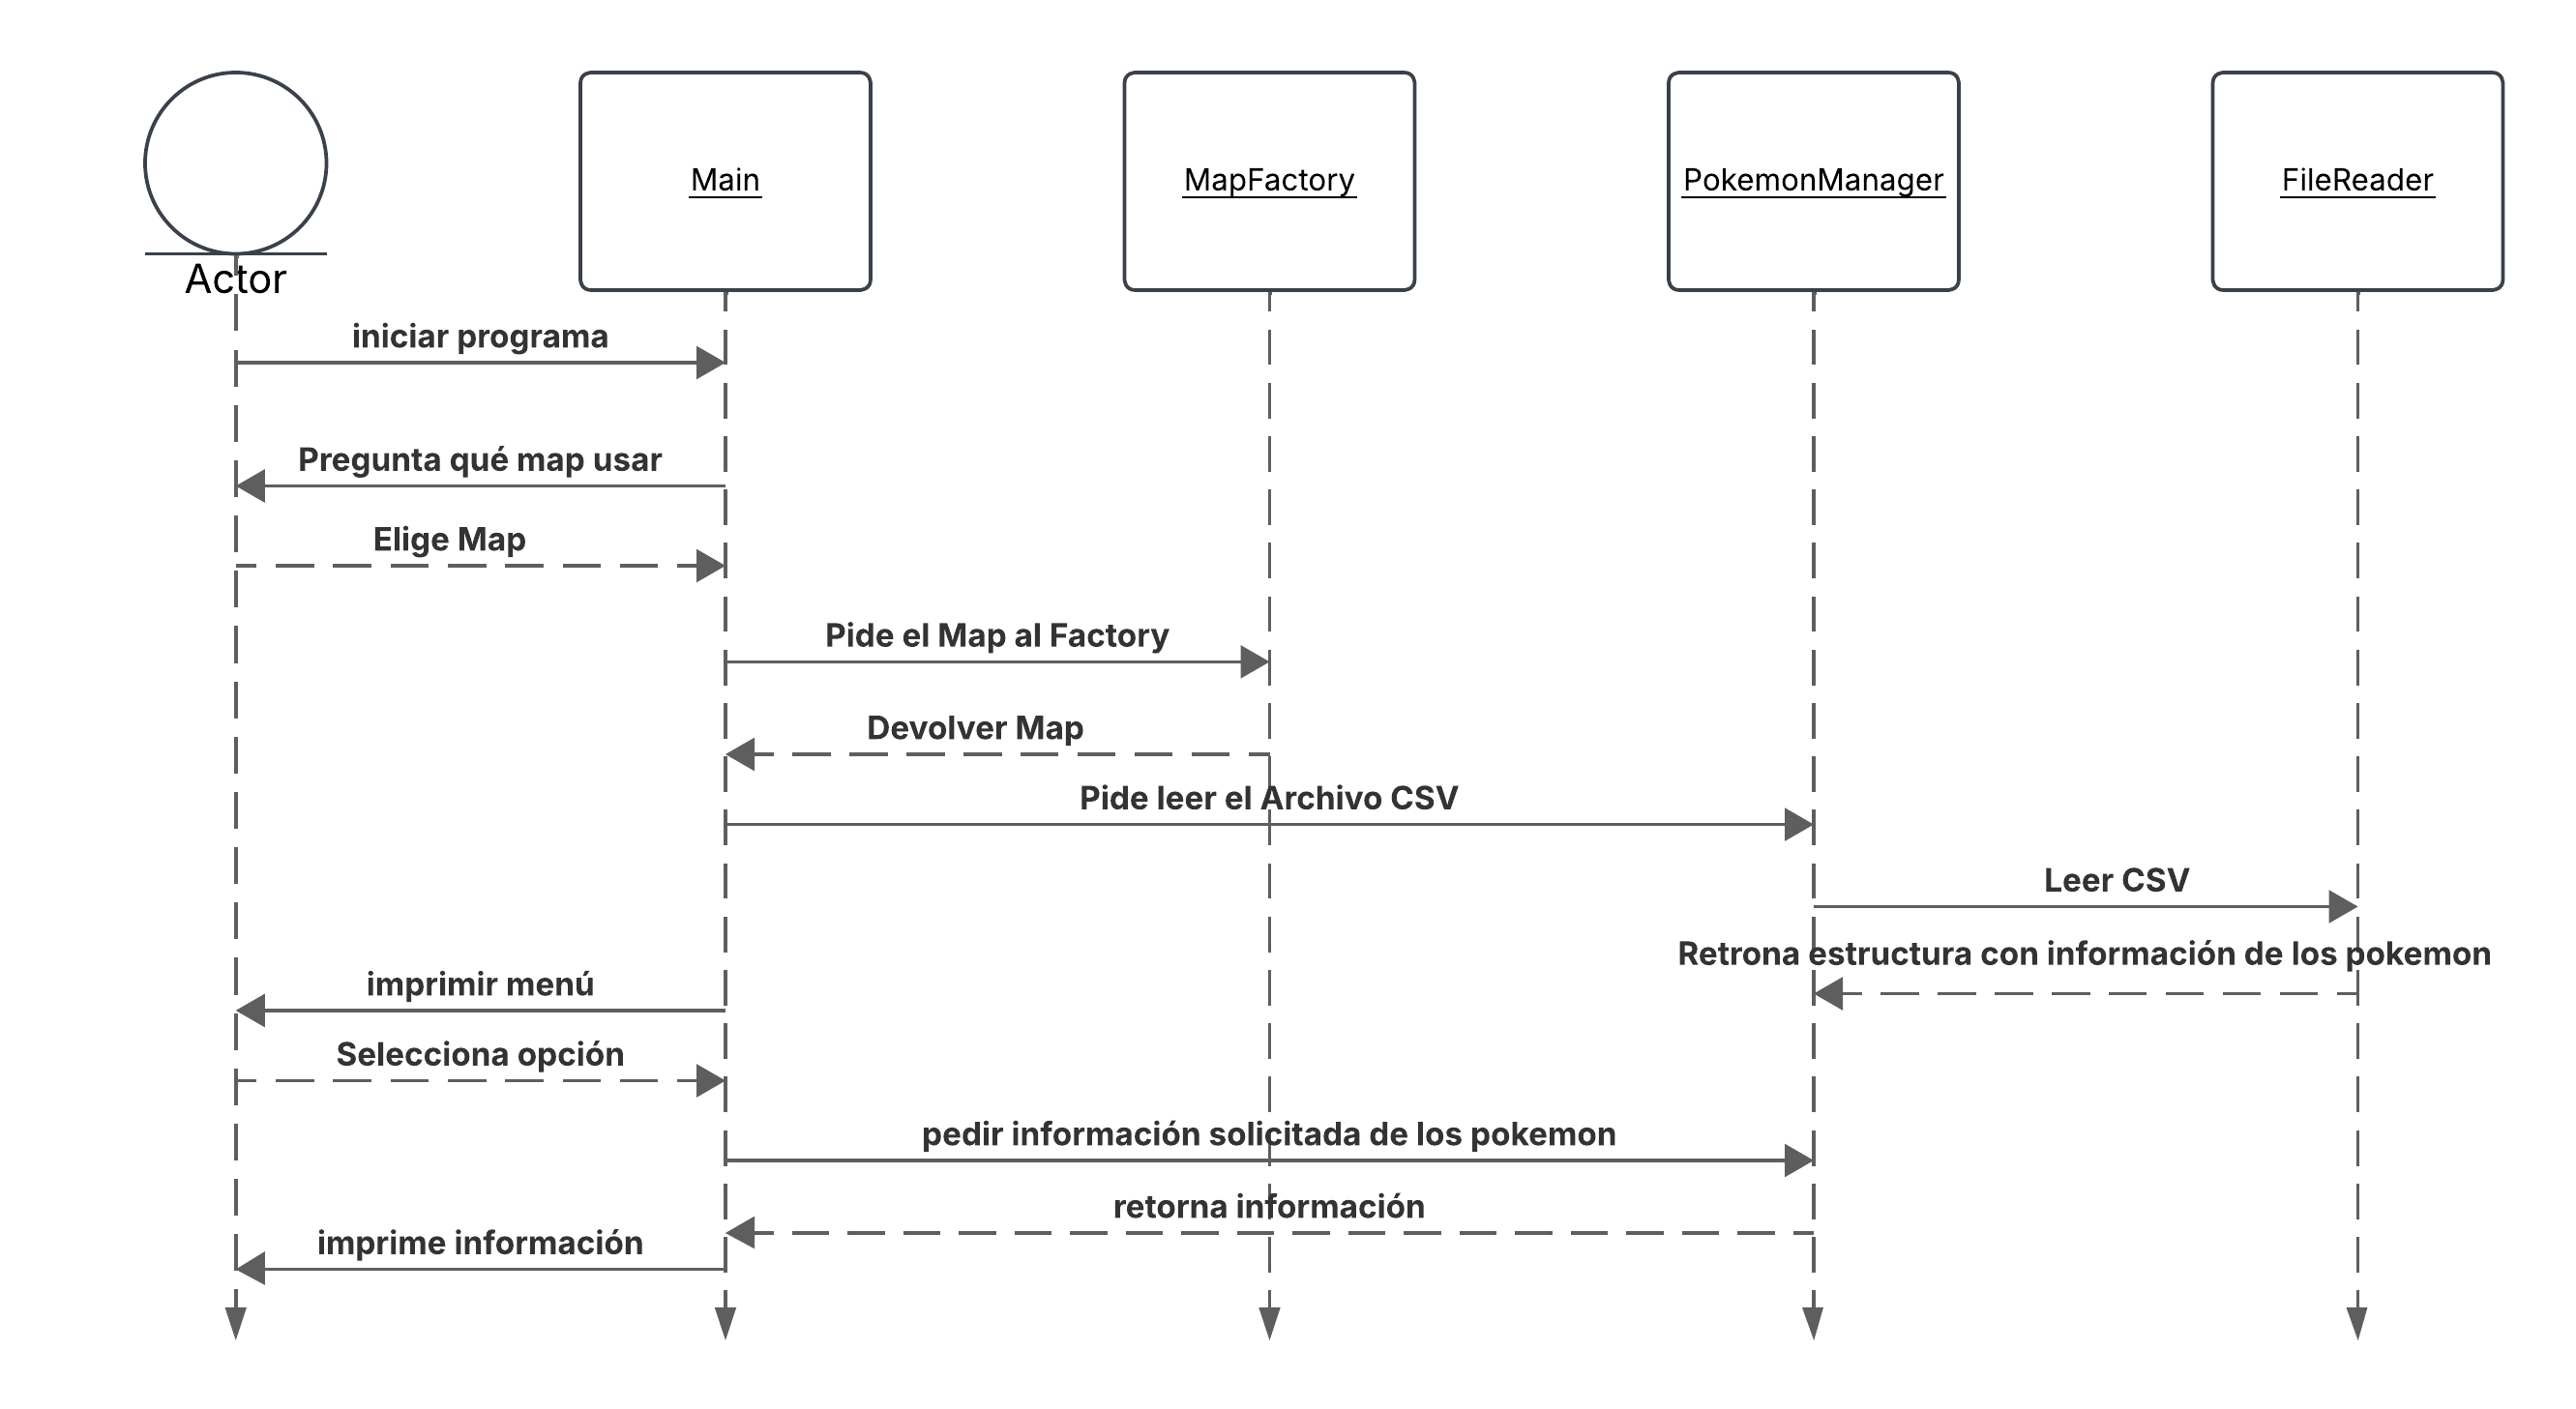 Main
MapFactory
PokemonManager
FileReader
Actor
iniciar programa
Pregunta qué map usar
Elige Map
Pide el Map al Factory
Devolver Map
Pide leer el Archivo CSV
Leer CSV
Retrona estructura con información de los pokemon
imprimir menú
Selecciona opción
pedir información solicitada de los pokemon
retorna información
imprime información